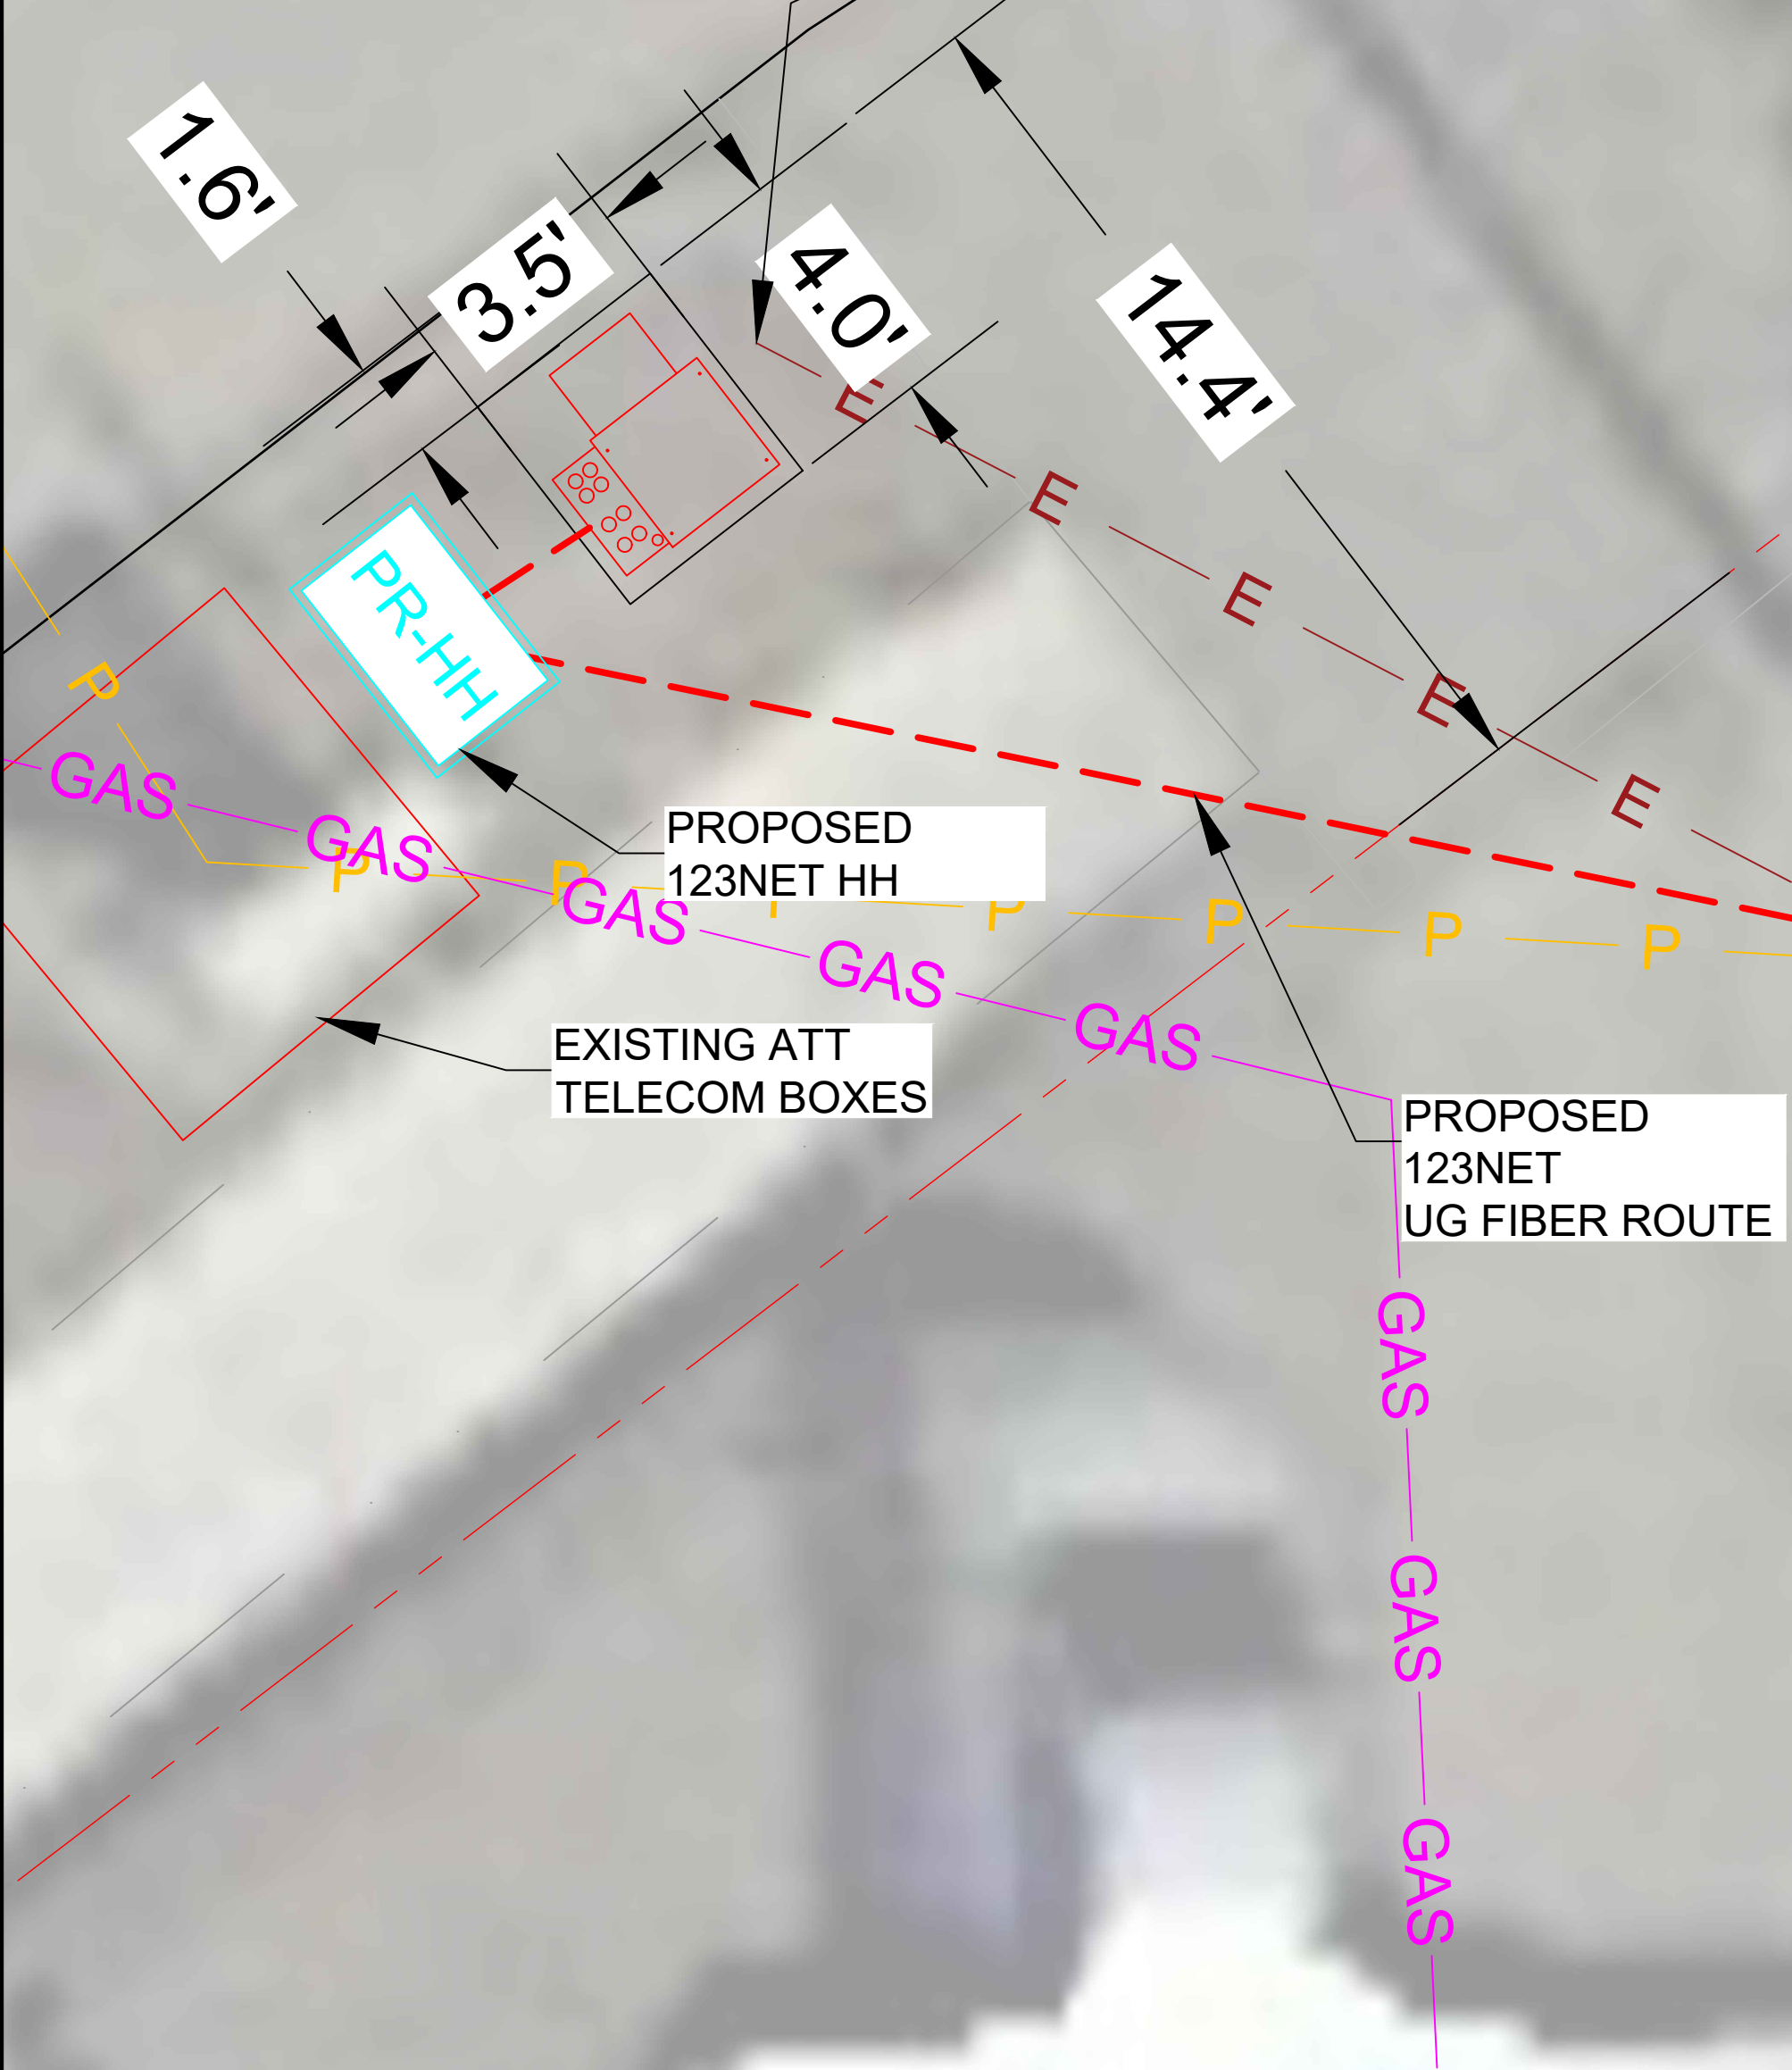 1.6'
3.5'
4.0'
14.4'
E
E
E
E
E
PR-HH
P
GAS
GAS
P
P
GAS
P
P
P
P
P
GAS
GAS
PROPOSED
123NET HH
EXISTING ATT
TELECOM BOXES
PROPOSED
123NET
UG FIBER ROUTE
GAS
GAS
GAS